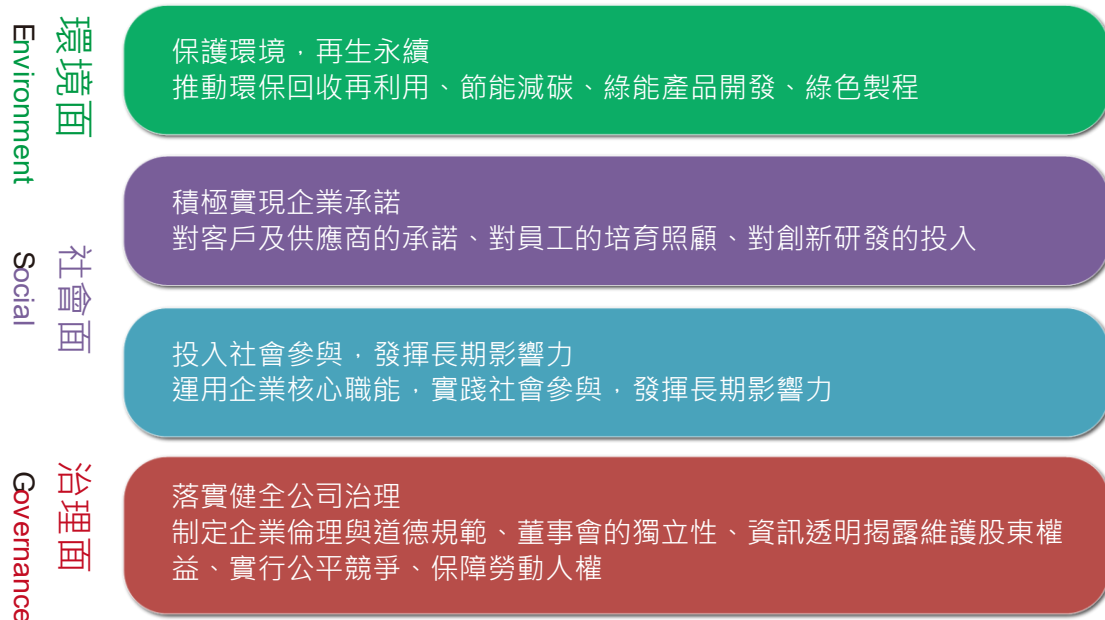 環境面
Environment
保護環境，再生永續
推動環保回收再利用、節能減碳、綠能產品開發、綠色製程
社會面
Social
積極實現企業承諾
對客戶及供應商的承諾、對員工的培育照顧、對創新研發的投入
投入社會參與，發揮長期影響力
運用企業核心職能，實踐社會參與，發揮長期影響力
治理面
Governance
落實健全公司治理
制定企業倫理與道德規範、董事會的獨立性、資訊透明揭露維護股東權
益、實行公平競爭、保障勞動人權